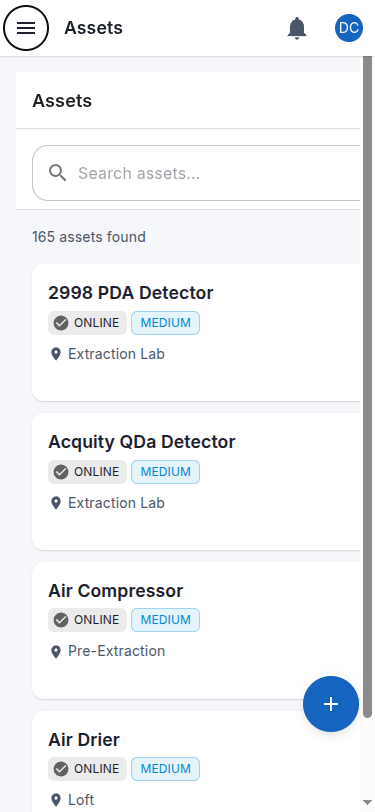 Assets
DC
Assets
Search assets...
165 assets found
2998 PDA Detector
ONLINE MEDIUM
Extraction Lab
Acquity QDa Detector
ONLINE MEDIUM
Extraction Lab
Air Compressor
ONLINE MEDIUM
Pre-Extraction
Air Drier
ONLINE MEDIUM
Loft